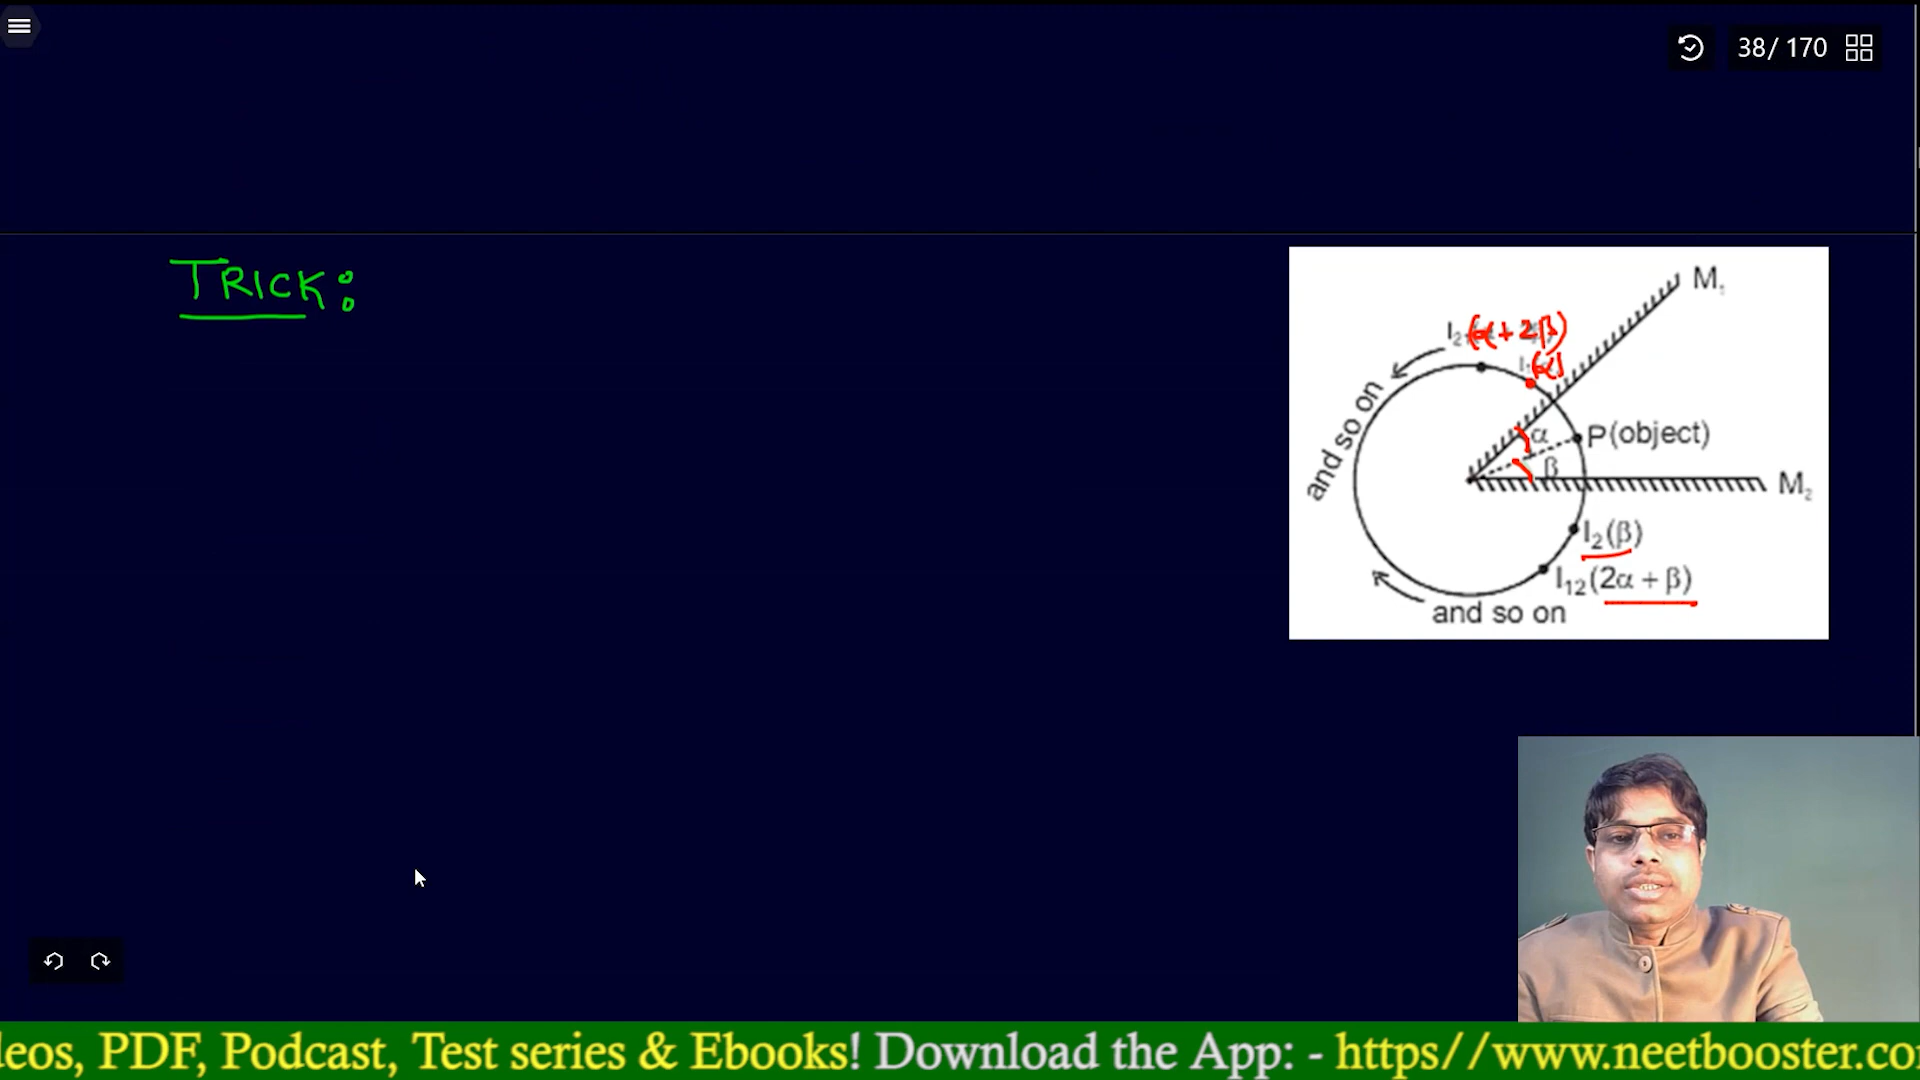 38/ 170
TRICK:
M₁
I₂ (α+2β)
(α)
and so on
α
P(object)
β
M₂
I₂(β)
I₁₂(2α + β)
and so on
leos, PDF, Podcast, Test series & Ebooks! Download the App: - https//www.neetbooster.co